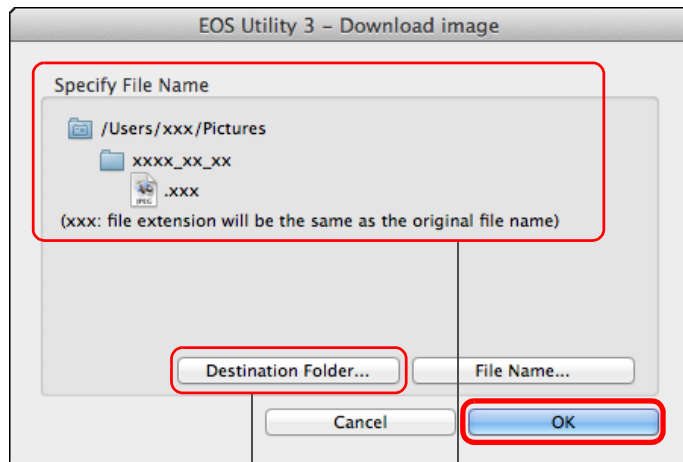 EOS Utility 3 – Download image
Specify File Name
/Users/xxx/Pictures
xxxx_xx_xx
JPEG
.xxx
(xxx: file extension will be the same as the original file name)
Destination Folder...
File Name...
Cancel
OK